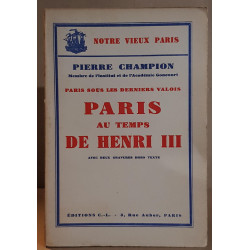 NOTRE VIEUX PARIS
PIERRE CHAMPION
Membre de l'Institut et de l'Académie Goncourt
PARIS SOUS LES DERNIERS VALOIS
PARIS
AU TEMPS
DE HENRI III
AVEC DEUX GRAVURES HORS TEXTE
ÉDITIONS C.-L. - 5, Rue Auber, PARIS